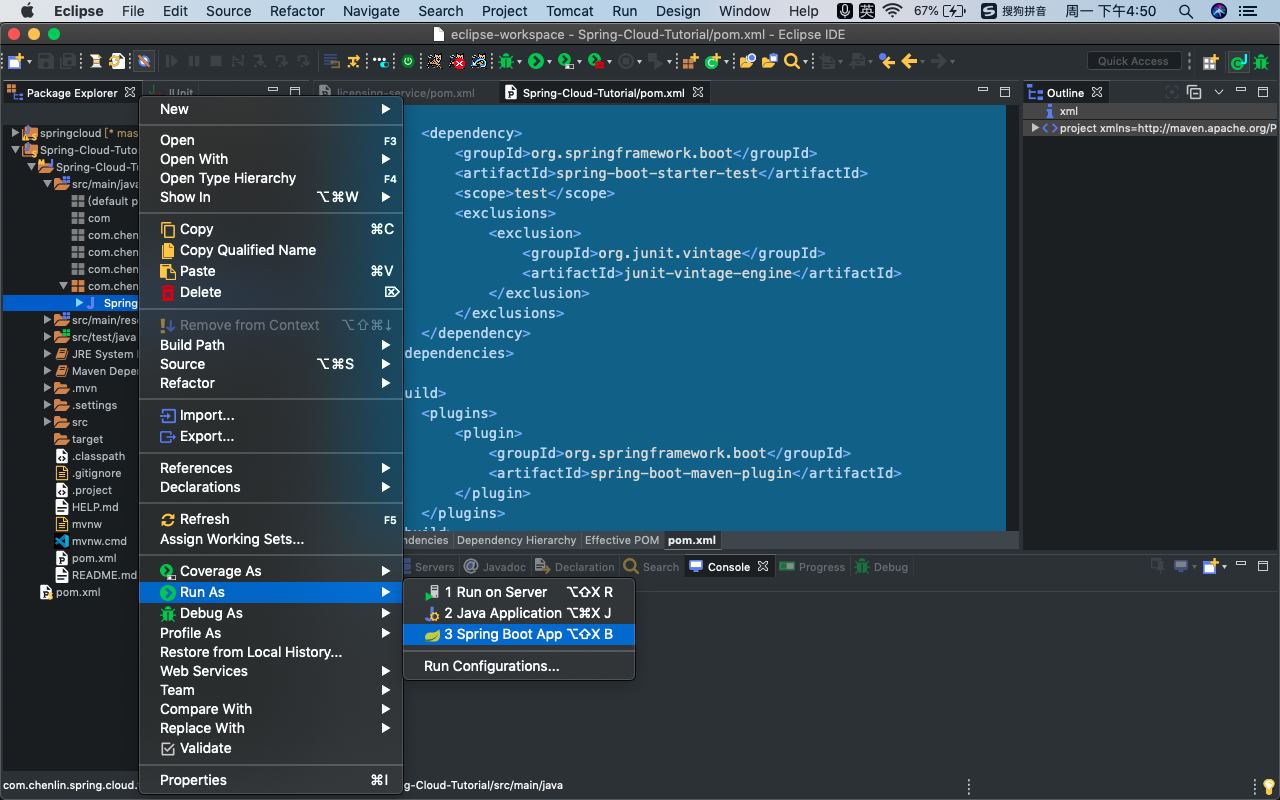 Eclipse File Edit Source Refactor Navigate Search Project Tomcat Run Design Window Help 英 67% 搜狗拼音 周一 下午4:50
eclipse-workspace - Spring-Cloud-Tutorial/pom.xml - Eclipse IDE
Quick Access
Package Explorer
JUnit
licensing-service/pom.xml
Spring-Cloud-Tutorial/pom.xml
Outline
springcloud [* mas
Spring-Cloud-Tuto
Spring-Cloud-Tu
src/main/java
(default p
com
com.chen
com.chen
com.chen
com.chen
Spring
src/main/res
src/test/java
JRE System
Maven Depe
.mvn
.settings
src
target
.classpath
.gitignore
.project
HELP.md
mvnw
mvnw.cmd
pom.xml
README.md
pom.xml
New
Open F3
Open With
Open Type Hierarchy F4
Show In ⌥⌘W
Copy ⌘C
Copy Qualified Name
Paste ⌘V
Delete ⌦
Remove from Context ⌥⇧⌘↓
Build Path
Source ⌥⌘S
Refactor
Import...
Export...
References
Declarations
Refresh F5
Assign Working Sets...
Coverage As
Run As
Debug As
Profile As
Restore from Local History...
Web Services
Team
Compare With
Replace With
Validate
Properties ⌘I
1 Run on Server ⌥⇧X R
2 Java Application ⌥⌘X J
3 Spring Boot App ⌥⇧X B
Run Configurations...
<dependency>
<groupId>org.springframework.boot</groupId>
<artifactId>spring-boot-starter-test</artifactId>
<scope>test</scope>
<exclusions>
<exclusion>
<groupId>org.junit.vintage</groupId>
<artifactId>junit-vintage-engine</artifactId>
</exclusion>
</exclusions>
</dependency>
dependencies>
uild>
<plugins>
<plugin>
<groupId>org.springframework.boot</groupId>
<artifactId>spring-boot-maven-plugin</artifactId>
</plugin>
</plugins>
build>
ndencies Dependency Hierarchy Effective POM pom.xml
Servers Javadoc Declaration Search Console Progress Debug
xml
project xmlns=http://maven.apache.org/P
com.chenlin.spring.cloud.
g-Cloud-Tutorial/src/main/java